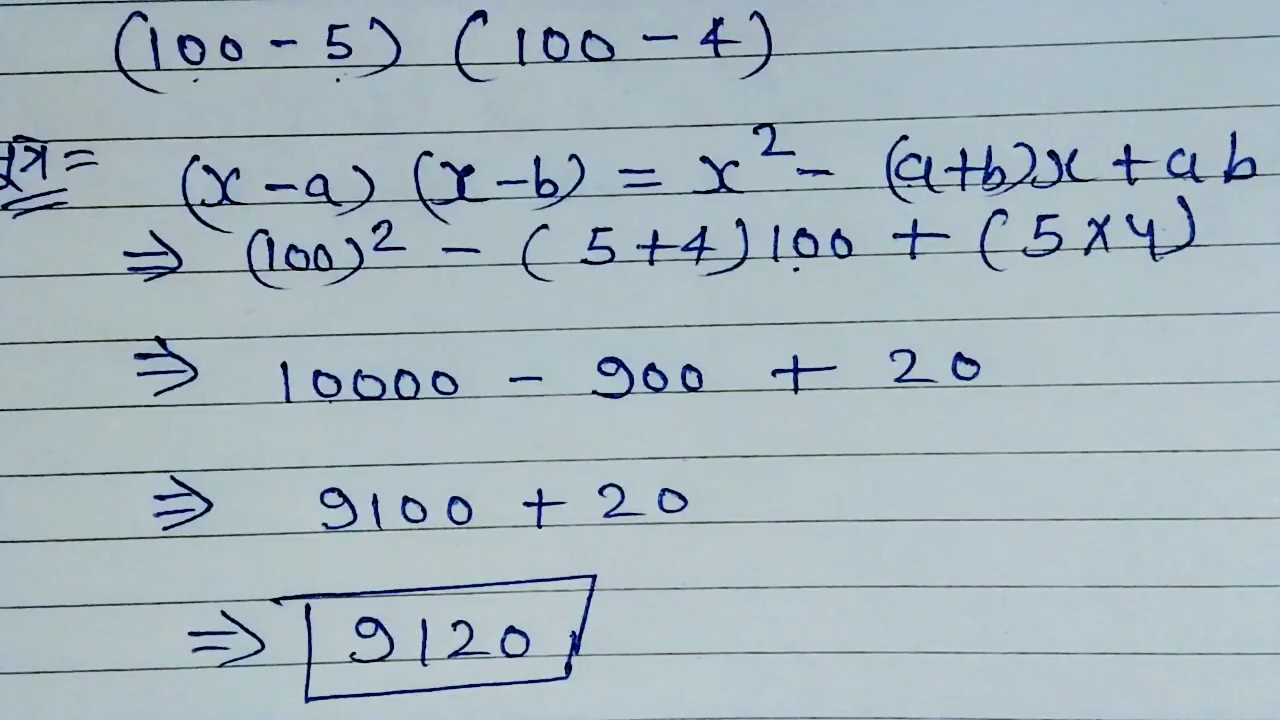 (100 - 5) (100 - 4)
सूत्र = (x - a) (x - b) = x² - (a+b)x + ab
⇒ (100)² - (5+4)100 + (5×4)
⇒ 10000 - 900 + 20
⇒ 9100 + 20
⇒ 9120